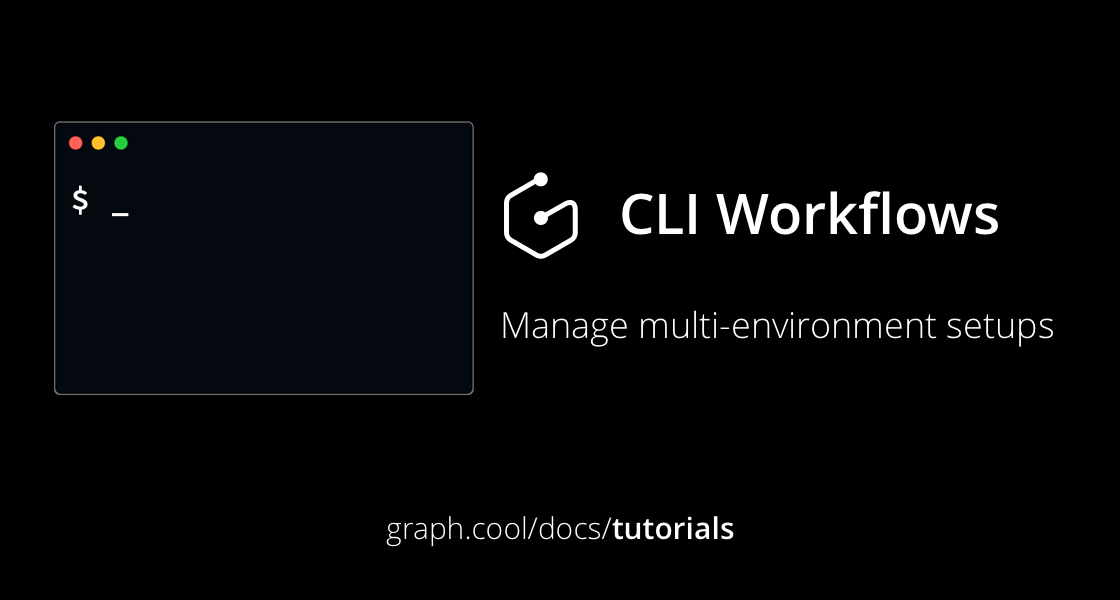 $ _
CLI Workflows
Manage multi-environment setups
graph.cool/docs/tutorials